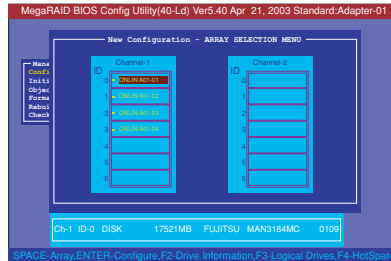 MegaRAID BIOS Config Utility(40-Ld) Ver5.40 Apr 21, 2003 Standard:Adapter-01
New Configuration - ARRAY SELECTION MENU
Mana
Confi
Initi
Objec
Forma
Rebui
Check
Channel-1
ID
0 ONLIN A01-01
1 ONLIN A01-02
2 ONLIN A01-03
3 ONLIN A01-04
4
5
6
Channel-2
ID
0
1
2
3
4
5
6
Ch-1 ID-0 DISK 17521MB FUJITSU MAN3184MC 0109
SPACE-Array,ENTER-Configure,F2-Drive Information,F3-Logical Drives,F4-HotSpar